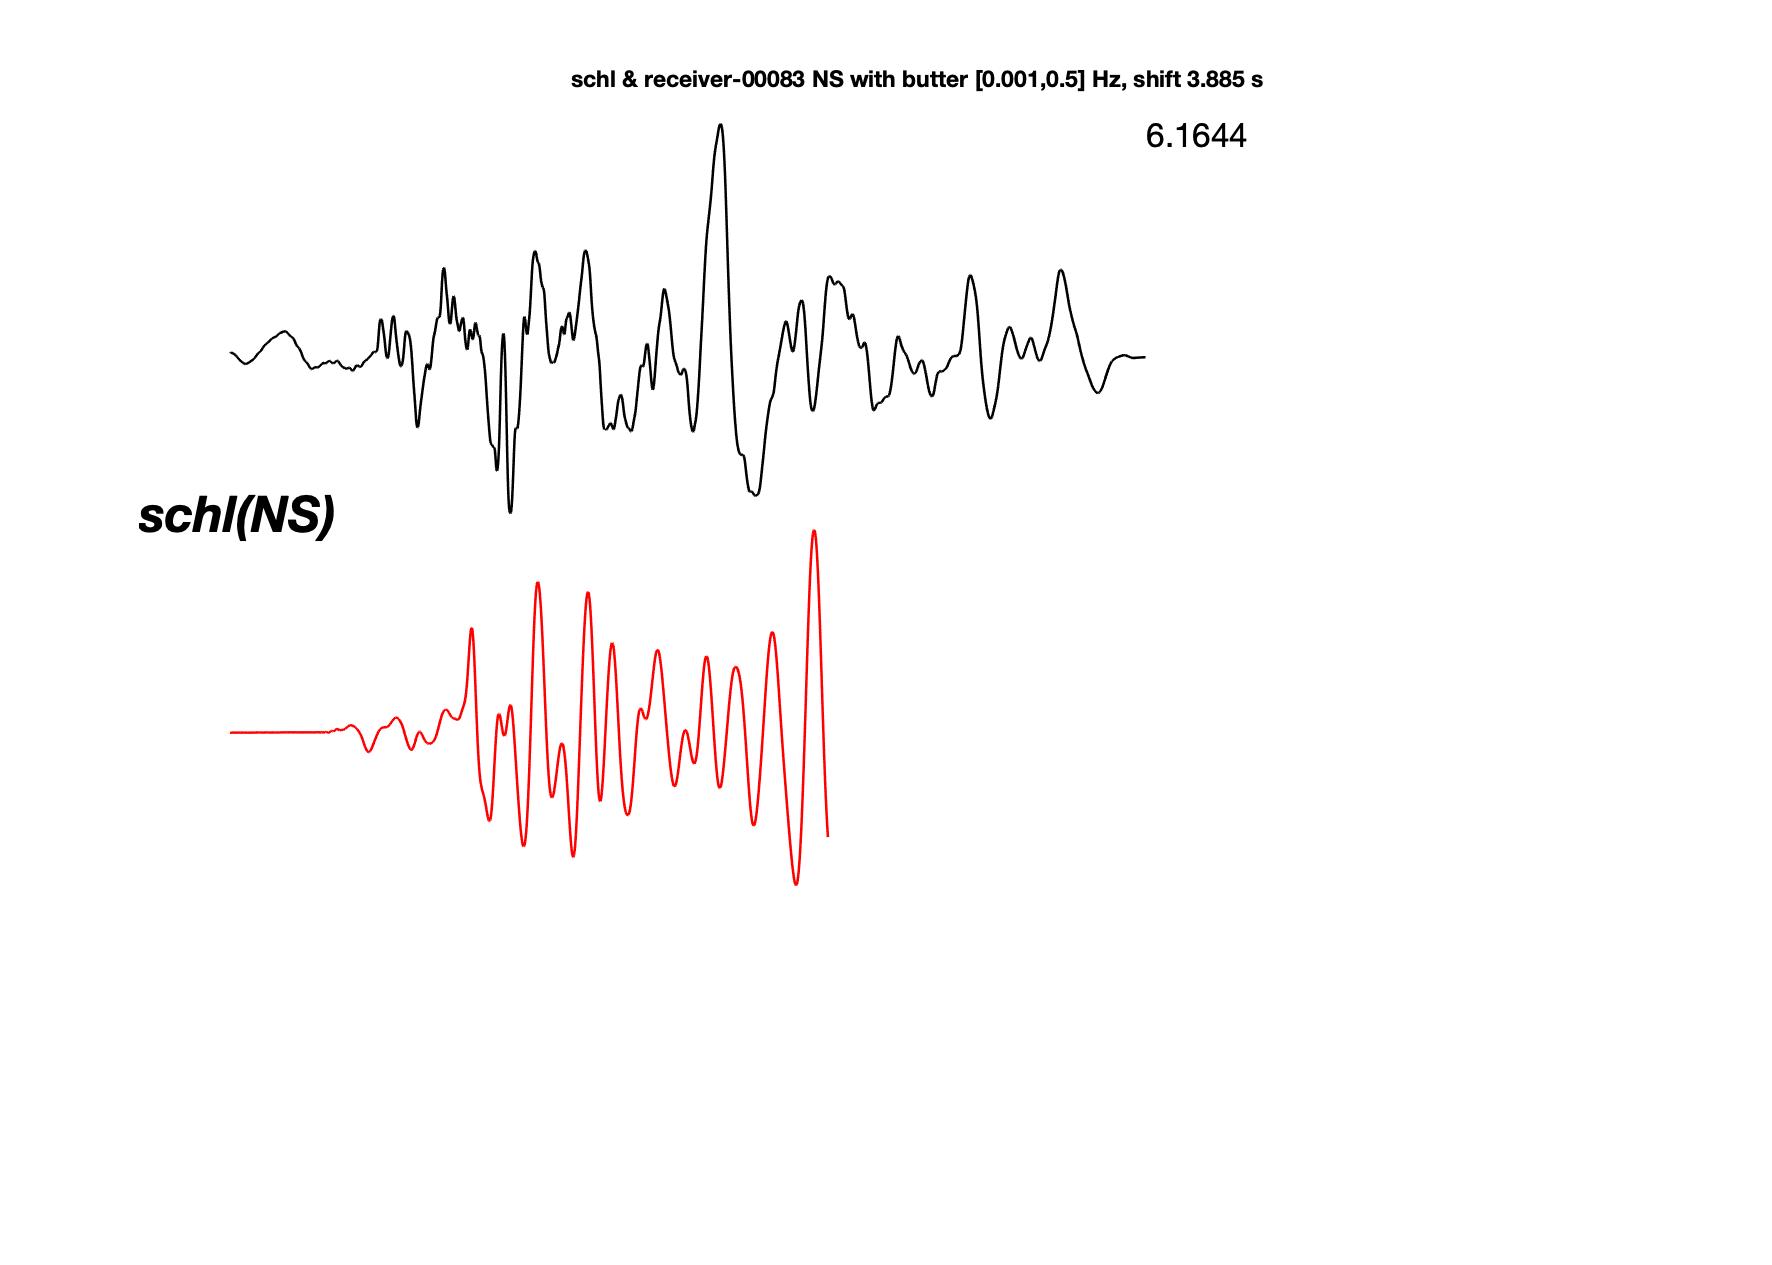 schl & receiver-00083 NS with butter [0.001,0.5] Hz, shift 3.885 s
6.1644
schl(NS)